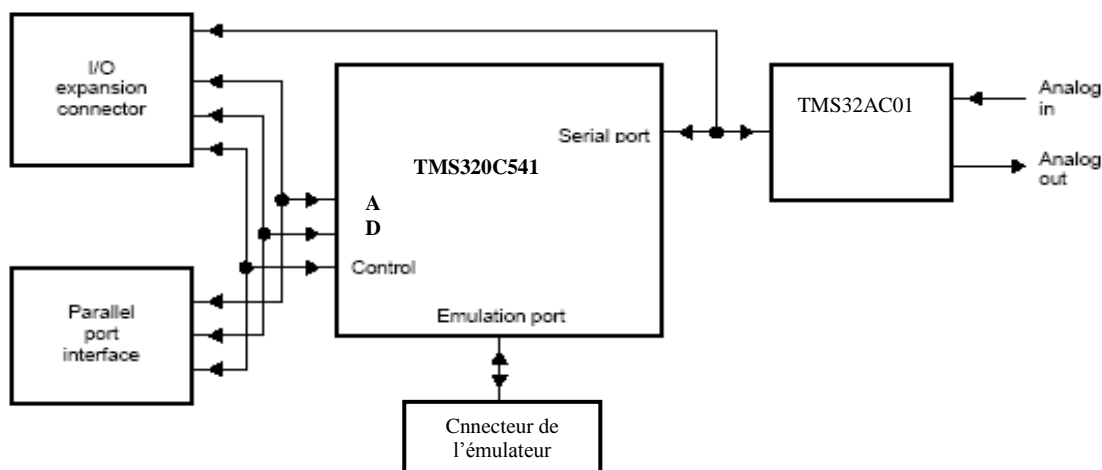 I/O
expansion
connector
TMS320C541
Serial port
A
D
Control
Emulation port
TMS32AC01
Analog
in
Analog
out
Parallel
port
interface
Cnnecteur de
l’émulateur